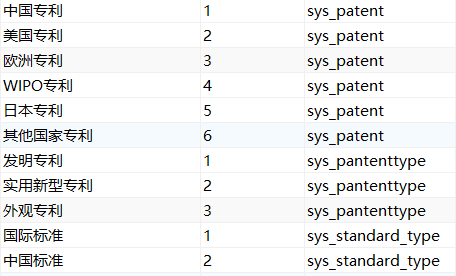 中国专利 1 sys_patent
美国专利 2 sys_patent
欧洲专利 3 sys_patent
WIPO专利 4 sys_patent
日本专利 5 sys_patent
其他国家专利 6 sys_patent
发明专利 1 sys_pantenttype
实用新型专利 2 sys_pantenttype
外观专利 3 sys_pantenttype
国际标准 1 sys_standard_type
中国标准 2 sys_standard_type